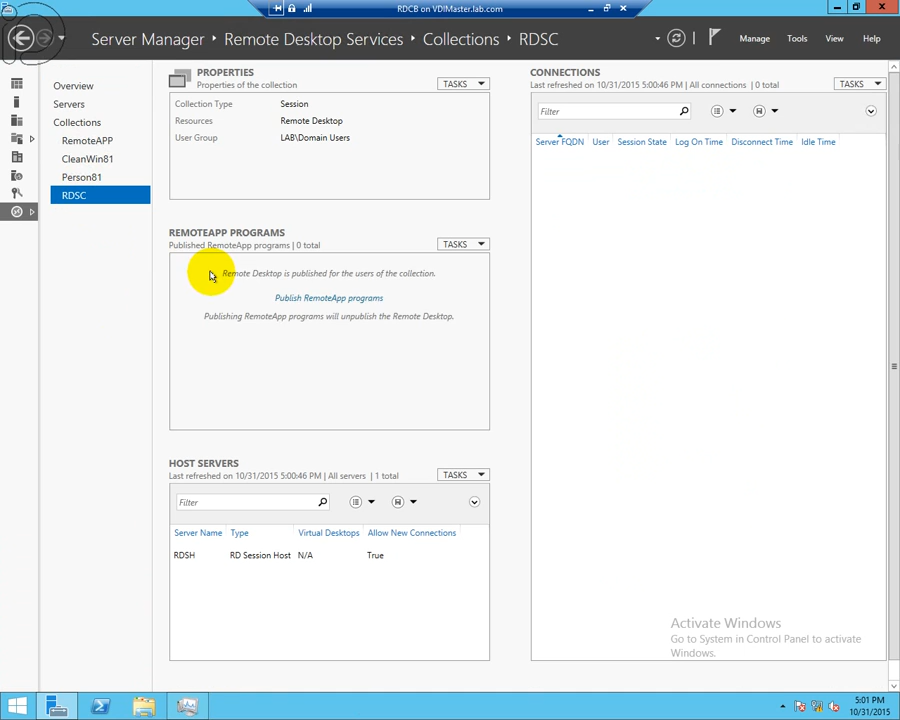 RDCB on VDIMaster.lab.com
Server Manager ▸ Remote Desktop Services ▸ Collections ▸ RDSC
Manage Tools View Help
Overview
Servers
Collections
RemoteAPP
CleanWin81
Person81
RDSC
PROPERTIES
Properties of the collection
TASKS
Collection Type Session
Resources Remote Desktop
User Group LAB\Domain Users
REMOTEAPP PROGRAMS
Published RemoteApp programs | 0 total
TASKS
Remote Desktop is published for the users of the collection.
Publish RemoteApp programs
Publishing RemoteApp programs will unpublish the Remote Desktop.
HOST SERVERS
Last refreshed on 10/31/2015 5:00:46 PM | All servers | 1 total
TASKS
Filter
Server Name Type Virtual Desktops Allow New Connections
RDSH RD Session Host N/A True
CONNECTIONS
Last refreshed on 10/31/2015 5:00:46 PM | All connections | 0 total
TASKS
Filter
Server FQDN User Session State Log On Time Disconnect Time Idle Time
Activate Windows
Go to System in Control Panel to activate
Windows.
5:01 PM
10/31/2015